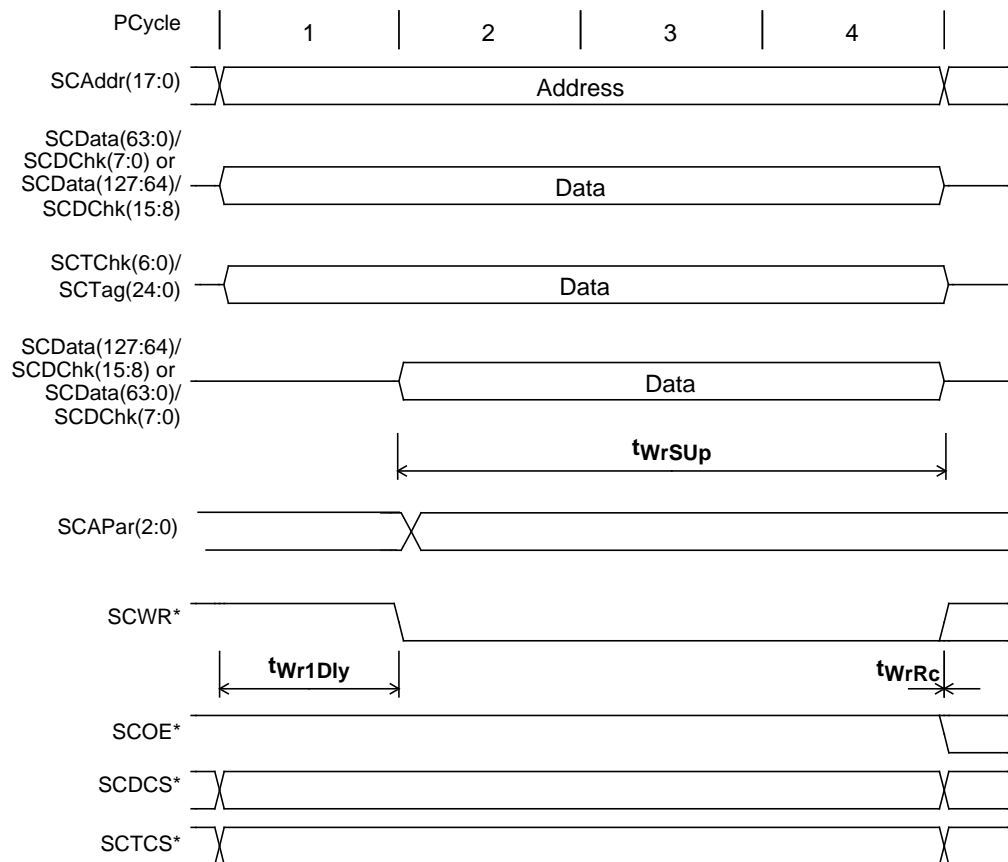 PCycle 1 2 3 4
SCAddr(17:0) Address
SCData(63:0)/
SCDChk(7:0) or
SCData(127:64)/ Data
SCDChk(15:8)
SCTChk(6:0)/
SCTag(24:0) Data
SCData(127:64)/
SCDChk(15:8) or
SCData(63:0)/ Data
SCDChk(7:0)
tWrSUp
SCAPar(2:0)
SCWR*
tWr1Dly tWrRc
SCOE*
SCDCS*
SCTCS*